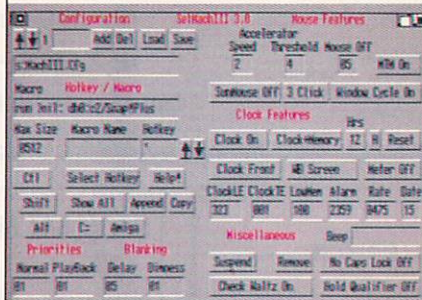 Configuration SetMachIII 3.0 Mouse Features
1 Add Del Load Save
Accelerator
Speed Threshold Mouse Off
2 4 05 MTW On
s:MachIII.Cfg
Macro Hotkey / Macro
SunMouse Off 3 Click Window Cycle On
run >nil: dh0:c2/Snap!Plus
Clock Features
Max Size Macro Name Hotkey
Hrs
0512 ^
Clock On Clock+Memory 12 R Reset
Ctl Select Hotkey Help!
Clock Front WB Screen Meter Off
ClockLE ClockTE LowMem Alarm Rate Date
Shift Show All Append Copy
323 001 100 2359 0475 15
Alt C: Amiga
Miscellaneous Beep
Priorities Blanking
Suspend Remove No Caps Lock Off
Normal PlayBack Delay Dimness
01 01 05 01
Check Waltz On Hold Qualifier Off